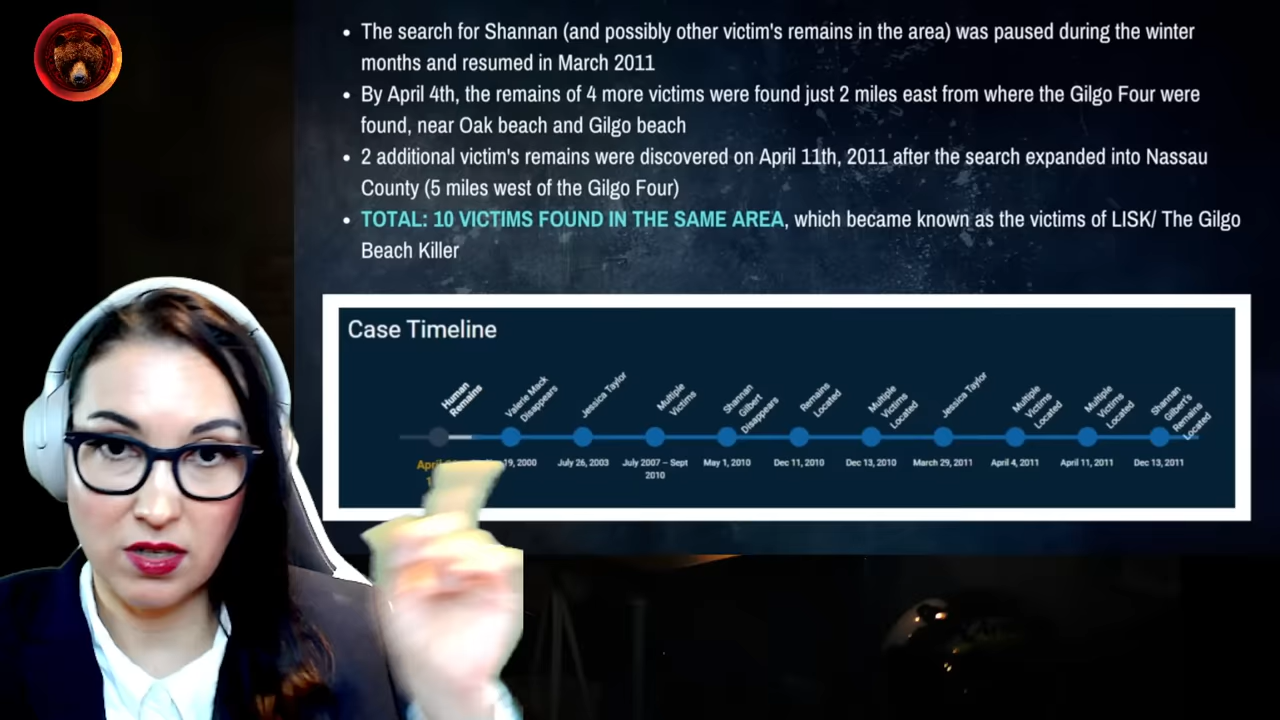 • The search for Shannan (and possibly other victim's remains in the area) was paused during the winter
months and resumed in March 2011
• By April 4th, the remains of 4 more victims were found just 2 miles east from where the Gilgo Four were
found, near Oak beach and Gilgo beach
• 2 additional victim's remains were discovered on April 11th, 2011 after the search expanded into Nassau
County (5 miles west of the Gilgo Four)
• TOTAL: 10 VICTIMS FOUND IN THE SAME AREA, which became known as the victims of LISK/ The Gilgo
Beach Killer
Case Timeline
Human
Remains
Valerie Mack
Disappears
Jessica Taylor
Multiple
Victims
Shannan
Gilbert
Disappears
Remains
Located
Multiple
Victims
Located
Jessica Taylor
Multiple
Victims
Located
Multiple
Victims
Located
Shannan
Gilbert's
Remains
Located
April
19, 2000
July 26, 2003
July 2007 – Sept
2010
May 1, 2010
Dec 11, 2010
Dec 13, 2010
March 29, 2011
April 4, 2011
April 11, 2011
Dec 13, 2011